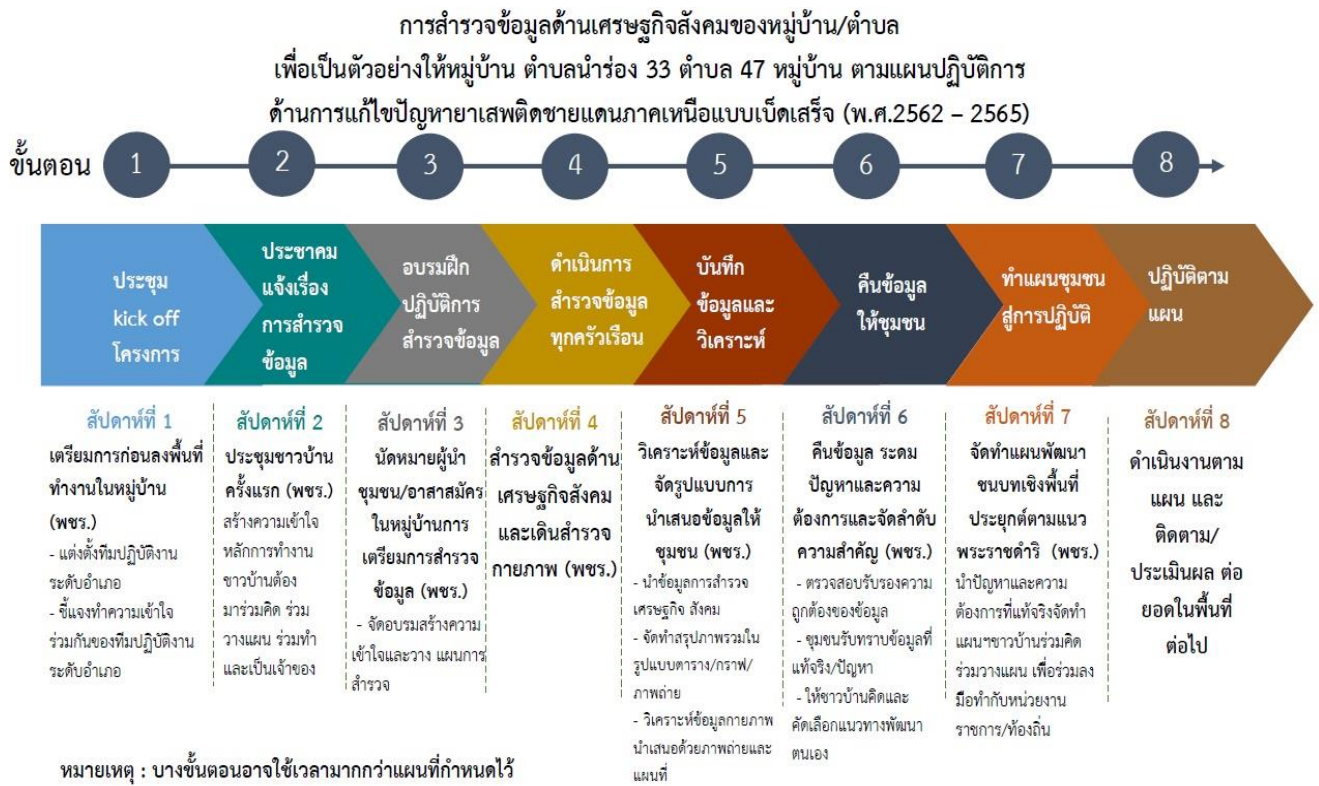 การสำรวจข้อมูลด้านเศรษฐกิจสังคมของหมู่บ้าน/ตำบล
เพื่อเป็นตัวอย่างให้หมู่บ้าน ตำบลนำร่อง 33 ตำบล 47 หมู่บ้าน ตามแผนปฏิบัติการ
ด้านการแก้ไขปัญหายาเสพติดชายแดนภาคเหนือแบบเบ็ดเสร็จ (พ.ศ.2562 – 2565)
ขั้นตอน 1 2 3 4 5 6 7 8
ประชุม
kick off
โครงการ
ประชาคม
แจ้งเรื่อง
การสำรวจ
ข้อมูล
อบรมฝึก
ปฏิบัติการ
สำรวจข้อมูล
ดำเนินการ
สำรวจข้อมูล
ทุกครัวเรือน
บันทึก
ข้อมูลและ
วิเคราะห์
คืนข้อมูล
ให้ชุมชน
ทำแผนชุมชน
สู่การปฏิบัติ
ปฏิบัติตาม
แผน
สัปดาห์ที่ 1
เตรียมการก่อนลงพื้นที่
ทำงานในหมู่บ้าน
(พชร.)
- แต่งตั้งทีมปฏิบัติงาน
ระดับอำเภอ
- ชี้แจงทำความเข้าใจ
ร่วมกันของทีมปฏิบัติงาน
ระดับอำเภอ
สัปดาห์ที่ 2
ประชุมชาวบ้าน
ครั้งแรก (พชร.)
สร้างความเข้าใจ
หลักการทำงาน
ชาวบ้านต้อง
มาร่วมคิด ร่วม
วางแผน ร่วมทำ
และเป็นเจ้าของ
สัปดาห์ที่ 3
นัดหมายผู้นำ
ชุมชน/อาสาสมัคร
ในหมู่บ้านการ
เตรียมการสำรวจ
ข้อมูล (พชร.)
- จัดอบรมสร้างความ
เข้าใจและวาง แผนการ
สำรวจ
สัปดาห์ที่ 4
สำรวจข้อมูลด้าน
เศรษฐกิจสังคม
และเดินสำรวจ
กายภาพ (พชร.)
สัปดาห์ที่ 5
วิเคราะห์ข้อมูลและ
จัดรูปแบบการ
นำเสนอข้อมูลให้
ชุมชน (พชร.)
- นำข้อมูลการสำรวจ
เศรษฐกิจ สังคม
- จัดทำสรุปภาพรวมใน
รูปแบบตาราง/กราฟ/
ภาพถ่าย
- วิเคราะห์ข้อมูลกายภาพ
นำเสนอด้วยภาพถ่ายและ
แผนที่
สัปดาห์ที่ 6
คืนข้อมูล ระดม
ปัญหาและความ
ต้องการและจัดลำดับ
ความสำคัญ (พชร.)
- ตรวจสอบรับรองความ
ถูกต้องของข้อมูล
- ชุมชนรับทราบข้อมูลที่
แท้จริง/ปัญหา
- ให้ชาวบ้านคิดและ
คัดเลือกแนวทางพัฒนา
ตนเอง
สัปดาห์ที่ 7
จัดทำแผนพัฒนา
ชนบทเชิงพื้นที่
ประยุกต์ตามแนว
พระราชดำริ (พชร.)
นำปัญหาและความ
ต้องการที่แท้จริงจัดทำ
แผนฯชาวบ้านร่วมคิด
ร่วมวางแผน เพื่อร่วมลง
มือทำกับหน่วยงาน
ราชการ/ท้องถิ่น
สัปดาห์ที่ 8
ดำเนินงานตาม
แผน และ
ติดตาม/
ประเมินผล ต่อ
ยอดในพื้นที่
ต่อไป
หมายเหตุ : บางขั้นตอนอาจใช้เวลามากกว่าแผนที่กำหนดไว้